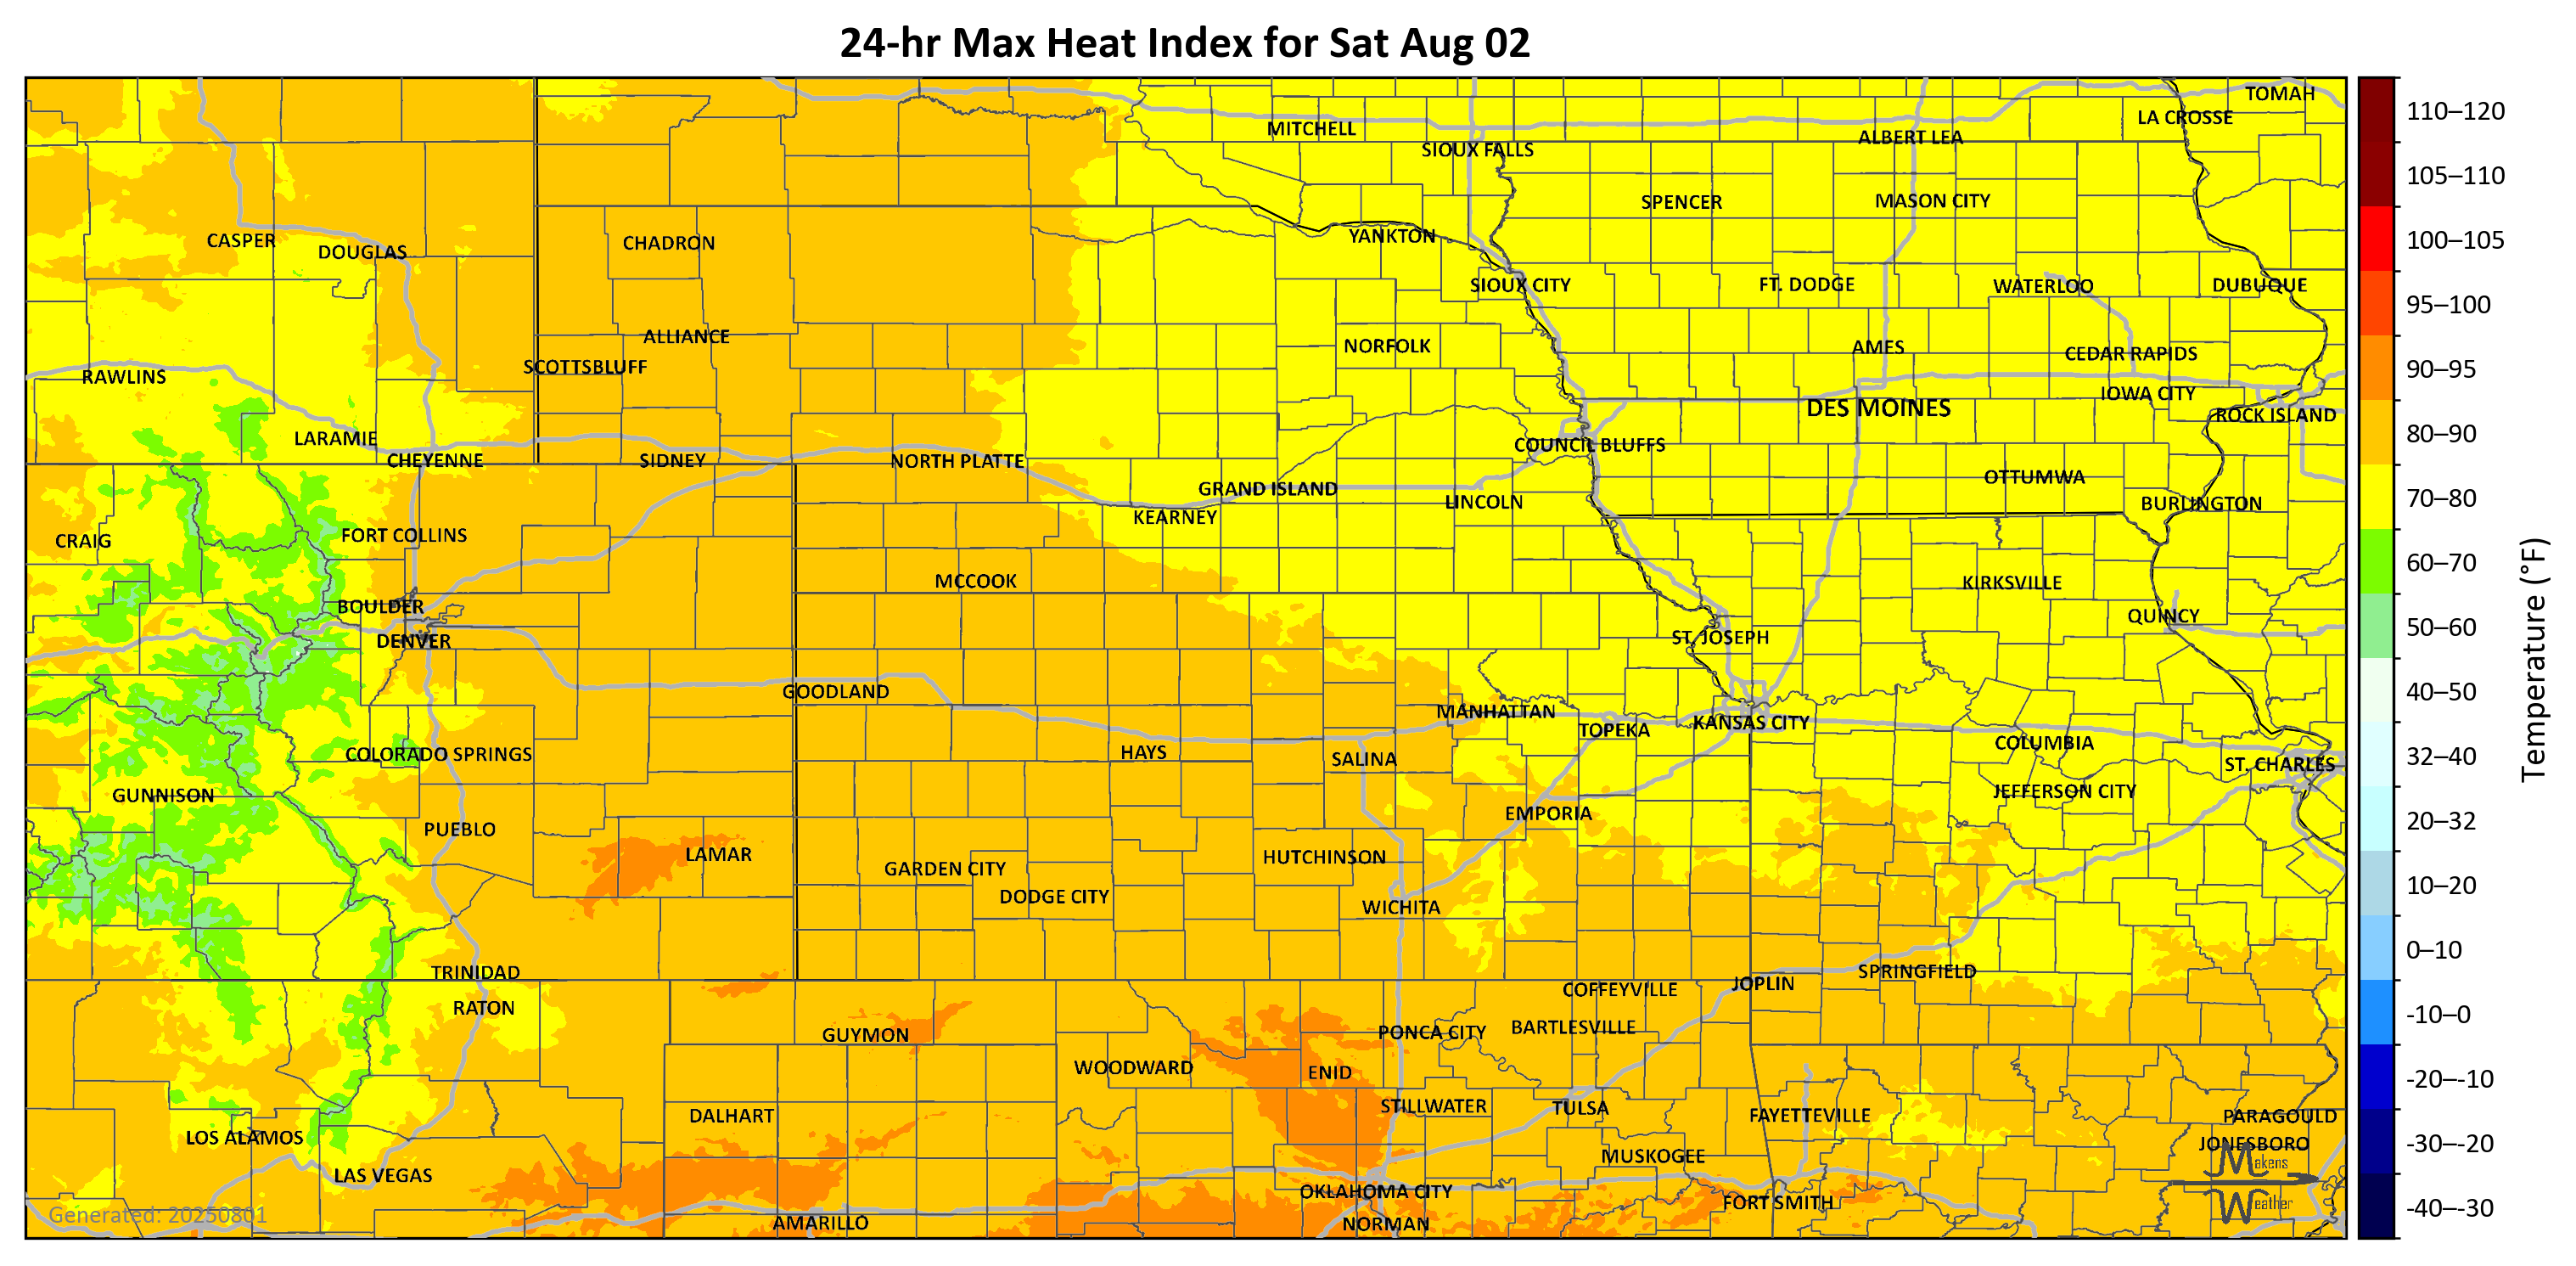 24-hr Max Heat Index for Sat Aug 02
TOMAH
LA CROSSE
MITCHELL
ALBERT LEA
SIOUX FALLS
SPENCER
MASON CITY
CASPER
DOUGLAS
CHADRON
YANKTON
SIOUX CITY
FT. DODGE
WATERLOO
DUBUQUE
ALLIANCE
NORFOLK
AMES
CEDAR RAPIDS
SCOTTSBLUFF
RAWLINS
IOWA CITY
DES MOINES
ROCK ISLAND
LARAMIE
COUNCIL BLUFFS
CHEYENNE
SIDNEY
NORTH PLATTE
OTTUMWA
GRAND ISLAND
LINCOLN
BURLINGTON
KEARNEY
CRAIG
FORT COLLINS
MCCOOK
KIRKSVILLE
BOULDER
QUINCY
DENVER
ST. JOSEPH
GOODLAND
MANHATTAN
TOPEKA
KANSAS CITY
COLUMBIA
COLORADO SPRINGS
HAYS
SALINA
ST. CHARLES
GUNNISON
JEFFERSON CITY
PUEBLO
EMPORIA
LAMAR
GARDEN CITY
HUTCHINSON
DODGE CITY
WICHITA
TRINIDAD
SPRINGFIELD
JOPLIN
COFFEYVILLE
RATON
GUYMON
PONCA CITY
BARTLESVILLE
WOODWARD
ENID
DALHART
STILLWATER
TULSA
FAYETTEVILLE
PARAGOULD
LOS ALAMOS
JONESBORO
MUSKOGEE
LAS VEGAS
OKLAHOMA CITY
FORT SMITH
AMARILLO
NORMAN
Generated: 20250801
Makens
Weather
110–120
105–110
100–105
95–100
90–95
80–90
70–80
60–70
50–60
40–50
32–40
20–32
10–20
0–10
-10–0
-20–-10
-30–-20
-40–-30
Temperature (°F)